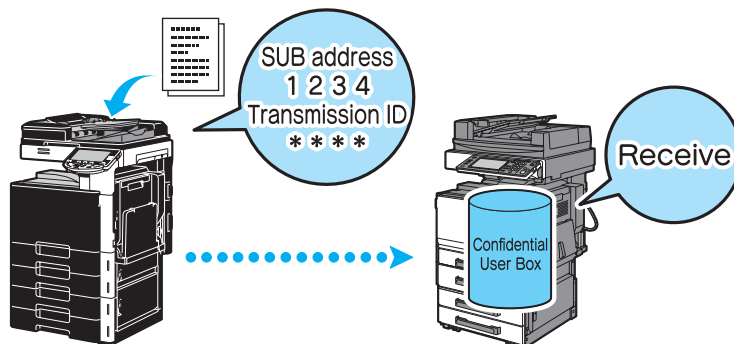 SUB address
1 2 3 4
Transmission ID
* * * *
Receive
Confidential
User Box